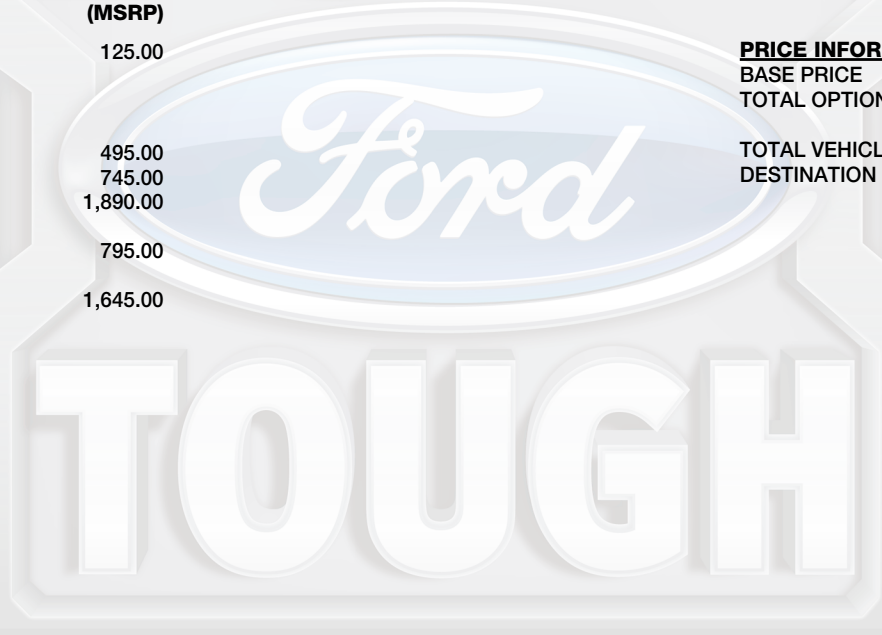 (MSRP)
125.00
495.00
745.00
1,890.00
795.00
1,645.00
PRICE INFOR
BASE PRICE
TOTAL OPTION
TOTAL VEHICL
DESTINATION
Ford
TOUGH